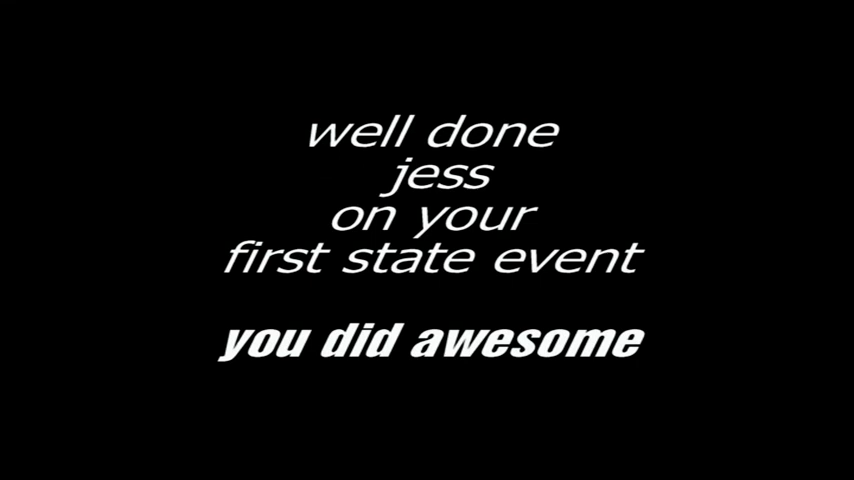 well done
jess
on your
first state event
you did awesome